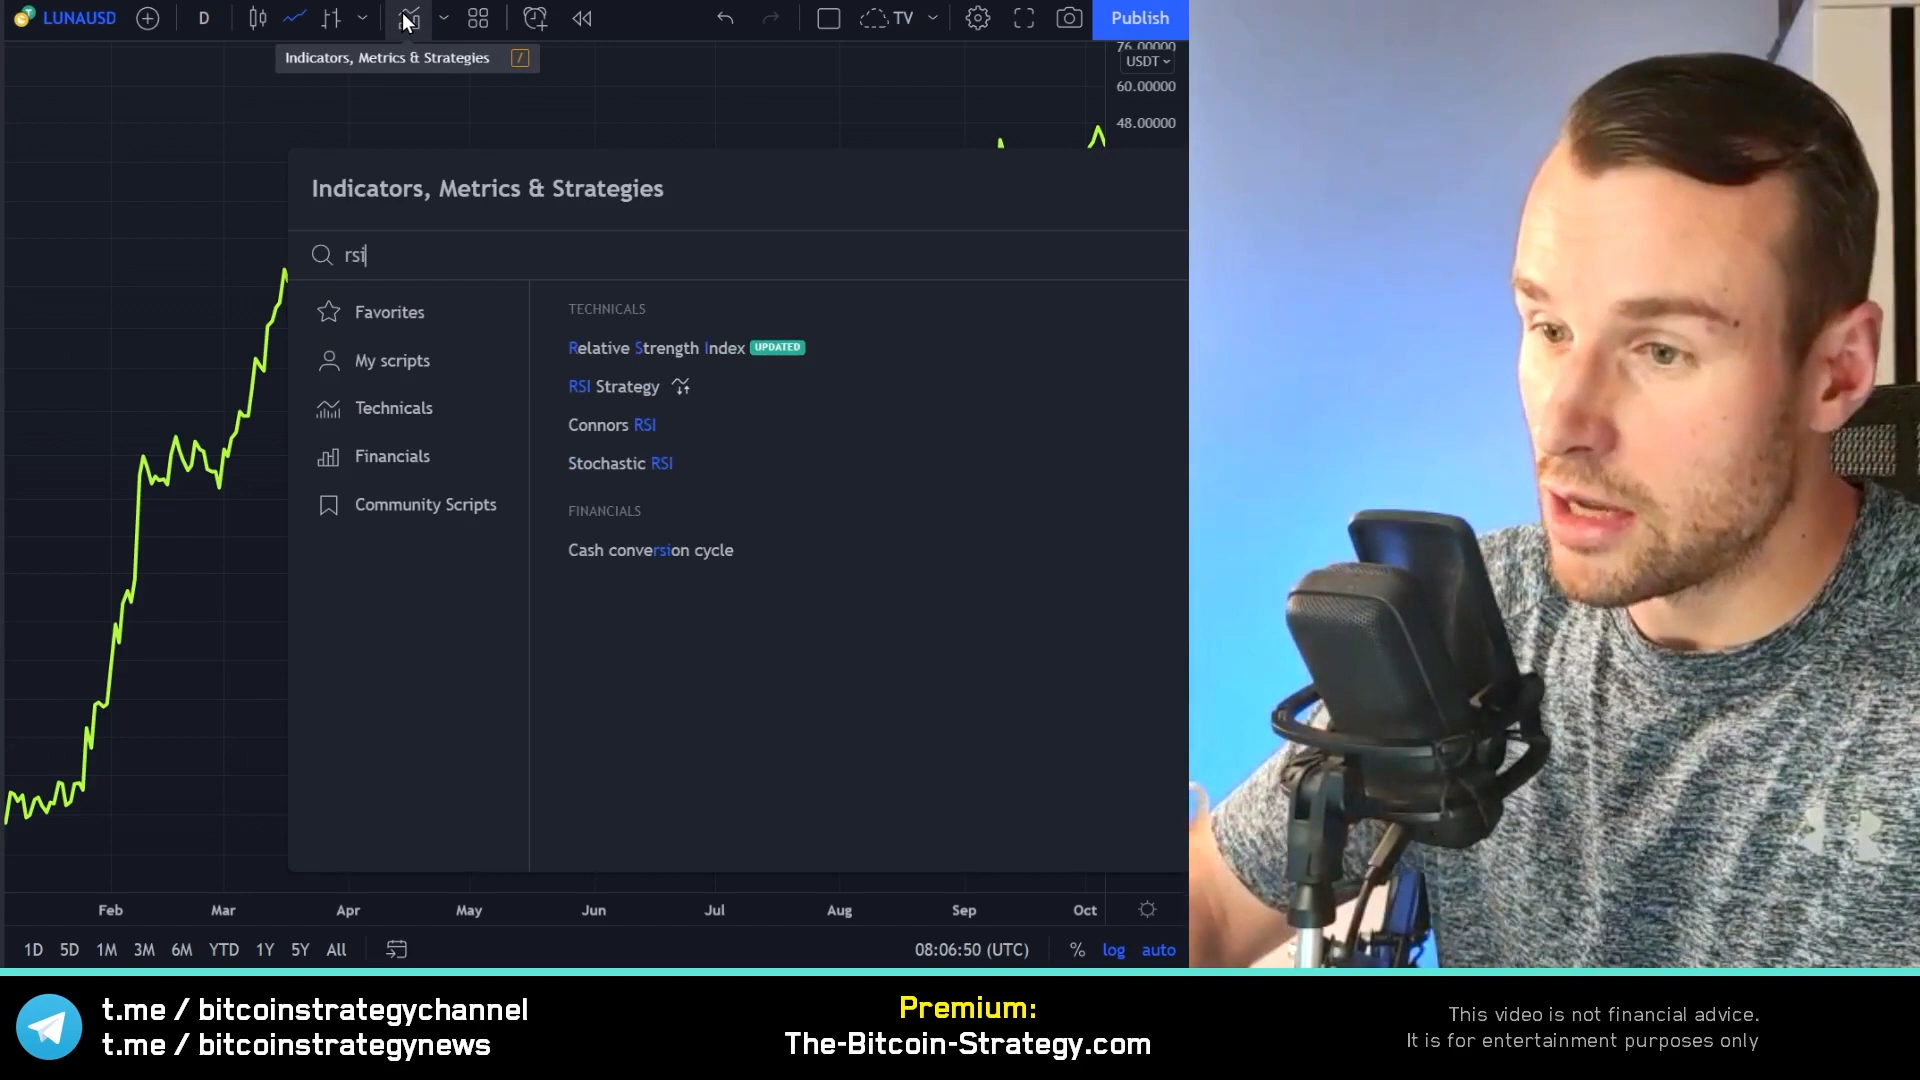 LUNAUSD
D
TV
Publish
Indicators, Metrics & Strategies /
76.00000
USDT
60.00000
48.00000
Indicators, Metrics & Strategies
rsi
Favorites
My scripts
Technicals
Financials
Community Scripts
TECHNICALS
Relative Strength Index UPDATED
RSI Strategy
Connors RSI
Stochastic RSI
FINANCIALS
Cash conversion cycle
Feb Mar Apr May Jun Jul Aug Sep Oct
1D 5D 1M 3M 6M YTD 1Y 5Y All
08:06:50 (UTC) % log auto
t.me / bitcoinstrategychannel
t.me / bitcoinstrategynews
Premium:
The-Bitcoin-Strategy.com
This video is not financial advice.
It is for entertainment purposes only